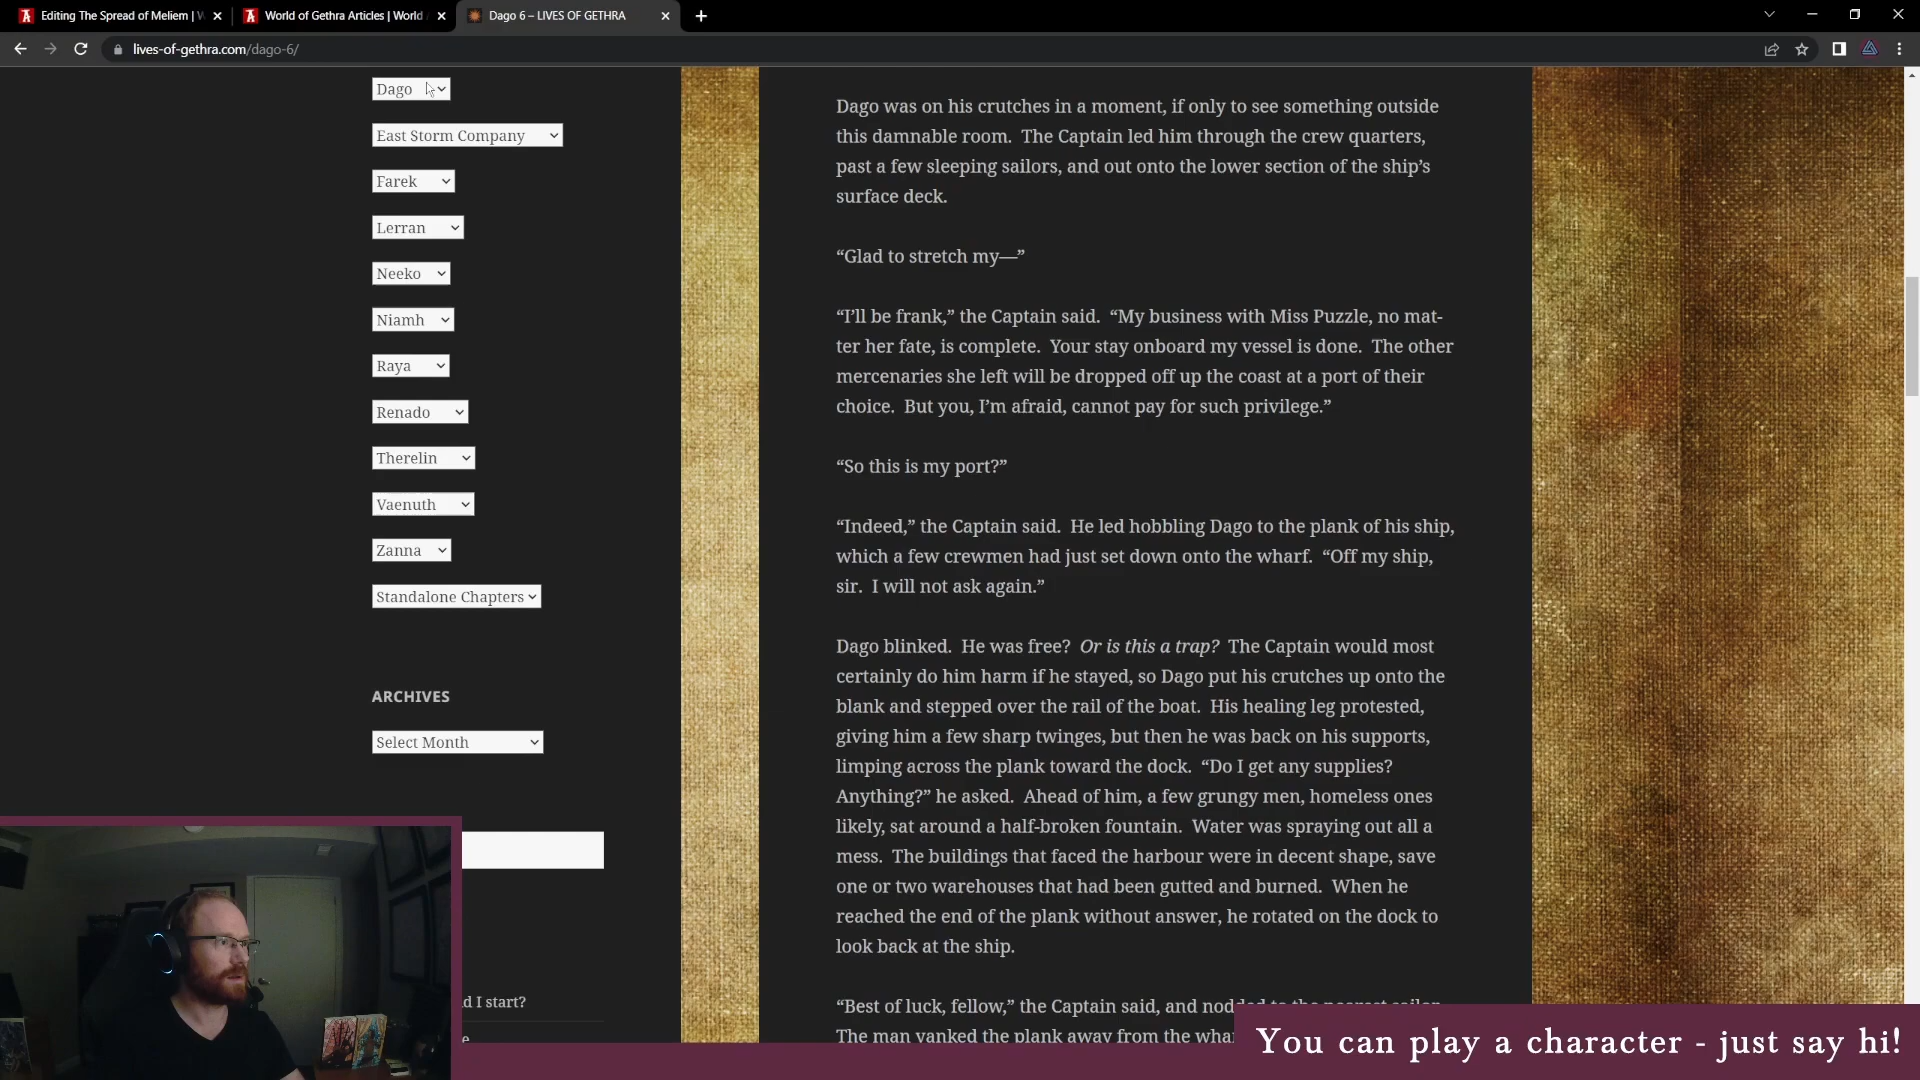 Editing The Spread of Meliem | W
World of Gethra Articles | World
Dago 6 – LIVES OF GETHRA
lives-of-gethra.com/dago-6/
Dago
East Storm Company
Farek
Lerran
Neeko
Niamh
Raya
Renado
Therelin
Vaenuth
Zanna
Standalone Chapters
ARCHIVES
Select Month
d I start?
e
Dago was on his crutches in a moment, if only to see something outside
this damnable room.  The Captain led him through the crew quarters,
past a few sleeping sailors, and out onto the lower section of the ship’s
surface deck.
“Glad to stretch my—”
“I’ll be frank,” the Captain said.  “My business with Miss Puzzle, no mat-
ter her fate, is complete.  Your stay onboard my vessel is done.  The other
mercenaries she left will be dropped off up the coast at a port of their
choice.  But you, I’m afraid, cannot pay for such privilege.”
“So this is my port?”
“Indeed,” the Captain said.  He led hobbling Dago to the plank of his ship,
which a few crewmen had just set down onto the wharf.  “Off my ship,
sir.  I will not ask again.”
Dago blinked.  He was free?  Or is this a trap?  The Captain would most
certainly do him harm if he stayed, so Dago put his crutches up onto the
blank and stepped over the rail of the boat.  His healing leg protested,
giving him a few sharp twinges, but then he was back on his supports,
limping across the plank toward the dock.  “Do I get any supplies?
Anything?” he asked.  Ahead of him, a few grungy men, homeless ones
likely, sat around a half-broken fountain.  Water was spraying out all a
mess.  The buildings that faced the harbour were in decent shape, save
one or two warehouses that had been gutted and burned.  When he
reached the end of the plank without answer, he rotated on the dock to
look back at the ship.
“Best of luck, fellow,” the Captain said, and nodded to the nearest sailor.
The man yanked the plank away from the whar
You can play a character - just say hi!